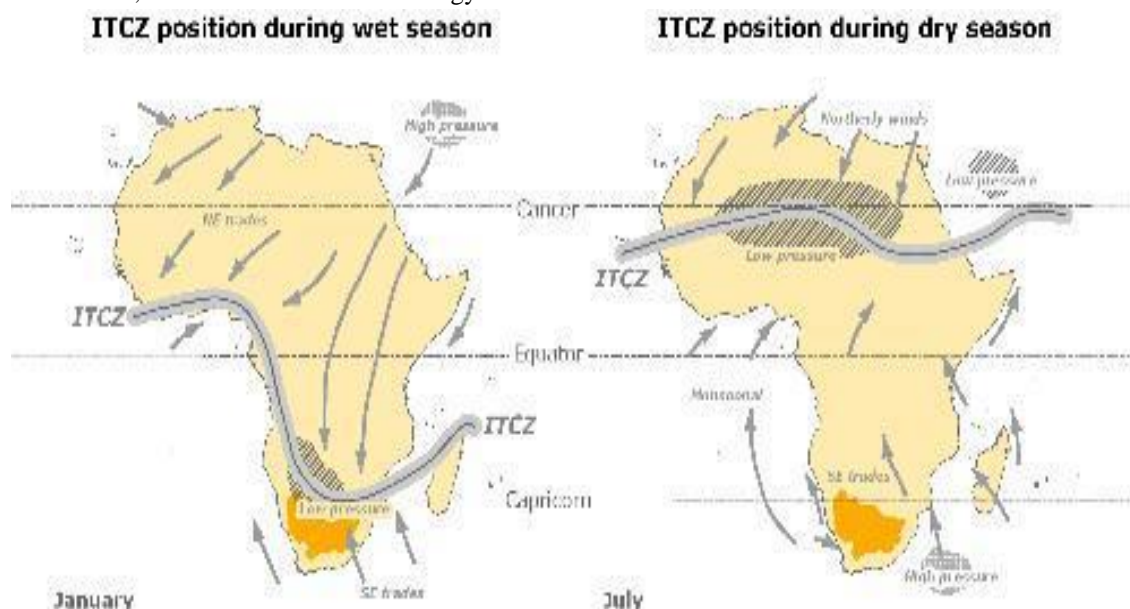 ITCZ position during wet season
High pressure
NE trades
ITCZ
ITCZ
Low pressure
SE trades
January
Cancer
Equator
Capricorn
ITCZ position during dry season
Northerly winds
Low pressure
Low pressure
ITCZ
Monsoonal
SE trades
High pressure
July